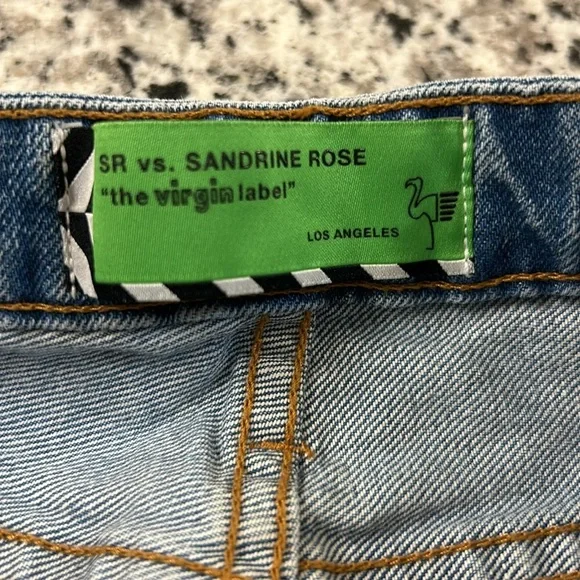 SR vs. SANDRINE ROSE
"the virgin label"
LOS ANGELES